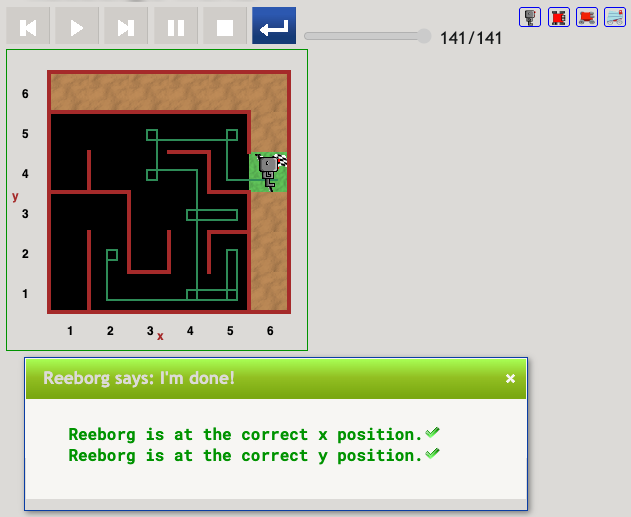 141/141
6
5
4
y
3
2
1
1 2 3 x 4 5 6
Reeborg says: I'm done! ×
Reeborg is at the correct x position.
Reeborg is at the correct y position.